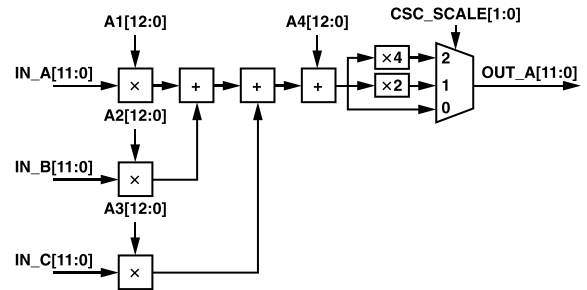 CSC_SCALE[1:0]
A1[12:0]
A4[12:0]
IN_A[11:0]
×
+
+
+
×4
2
×2
1
0
OUT_A[11:0]
A2[12:0]
IN_B[11:0]
×
A3[12:0]
IN_C[11:0]
×